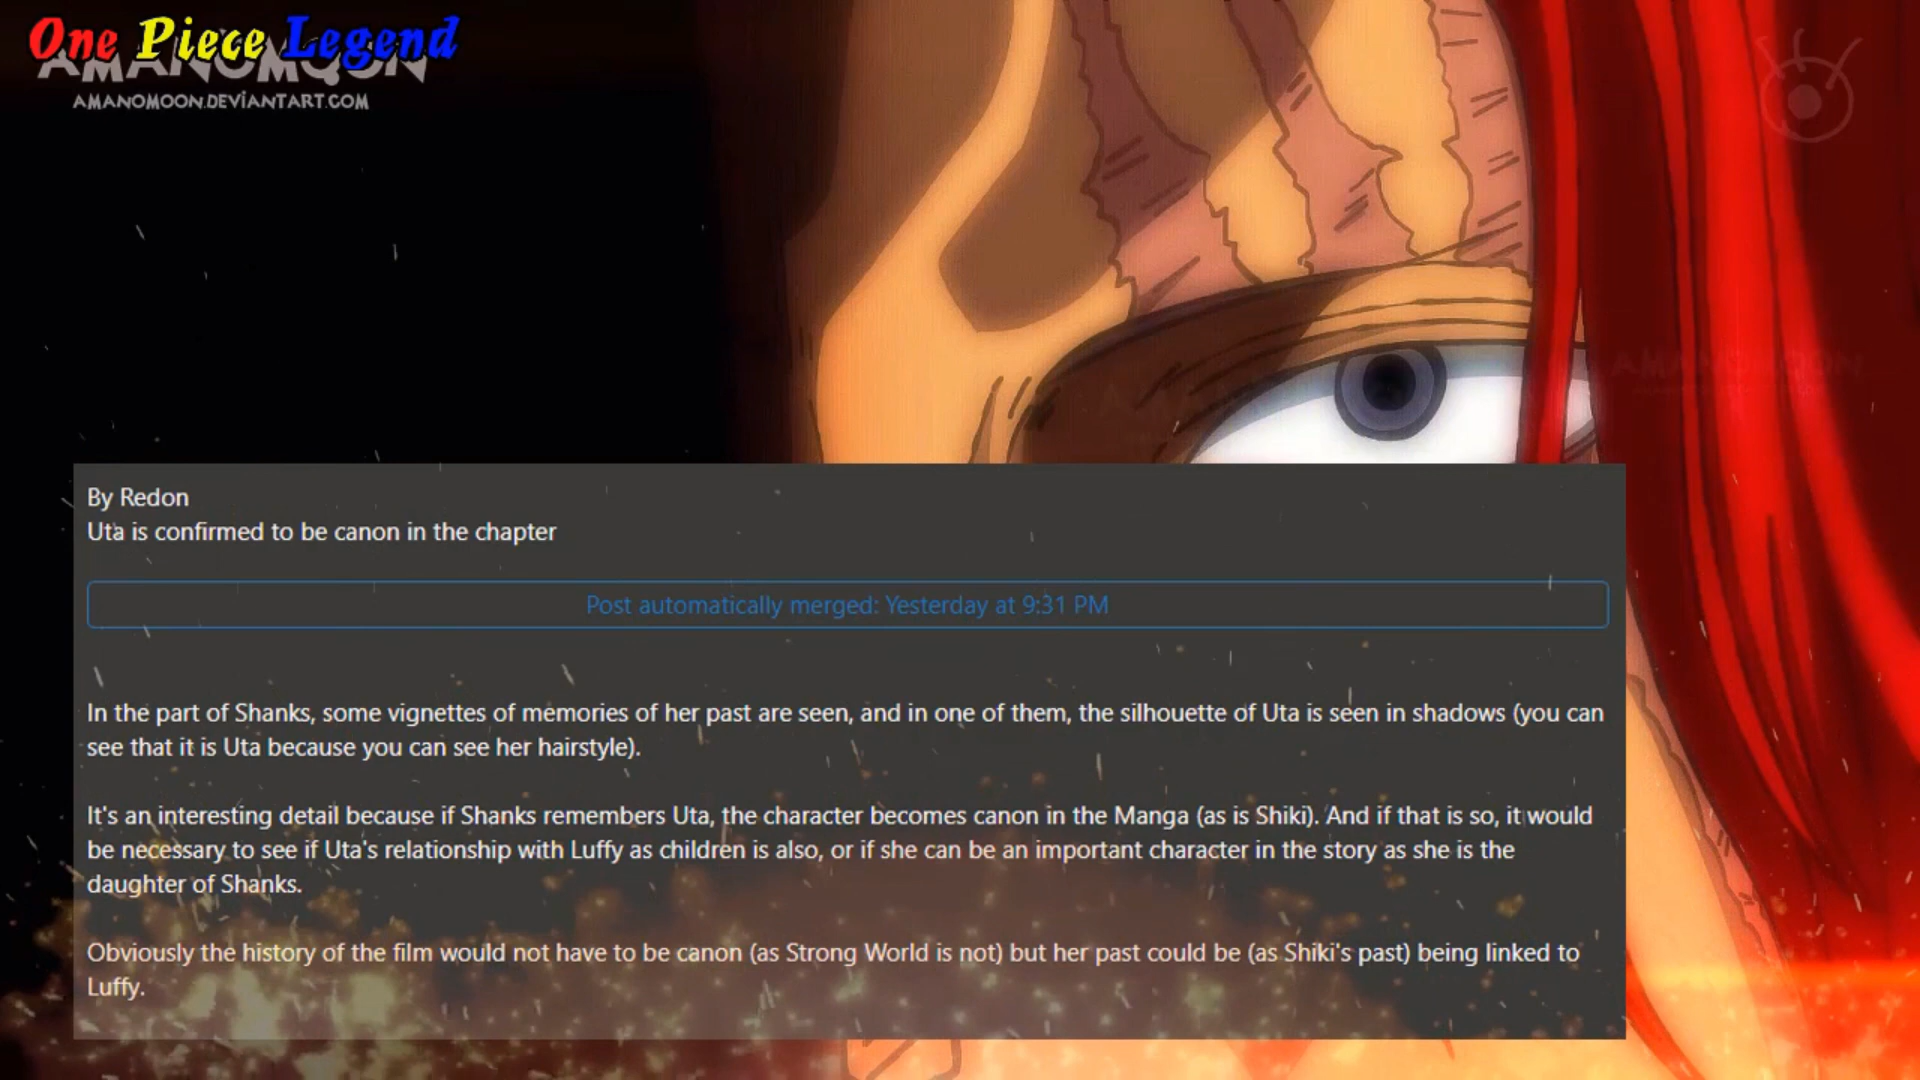 One Piece Legend
AMANOMOON
AMANOMOON.DEVIANTART.COM
AMANOMOON
By Redon
Uta is confirmed to be canon in the chapter
Post automatically merged: Yesterday at 9:31 PM
In the part of Shanks, some vignettes of memories of her past are seen, and in one of them, the silhouette of Uta is seen in shadows (you can
see that it is Uta because you can see her hairstyle).
It's an interesting detail because if Shanks remembers Uta, the character becomes canon in the Manga (as is Shiki). And if that is so, it would
be necessary to see if Uta's relationship with Luffy as children is also, or if she can be an important character in the story as she is the
daughter of Shanks.
Obviously the history of the film would not have to be canon (as Strong World is not) but her past could be (as Shiki's past) being linked to
Luffy.